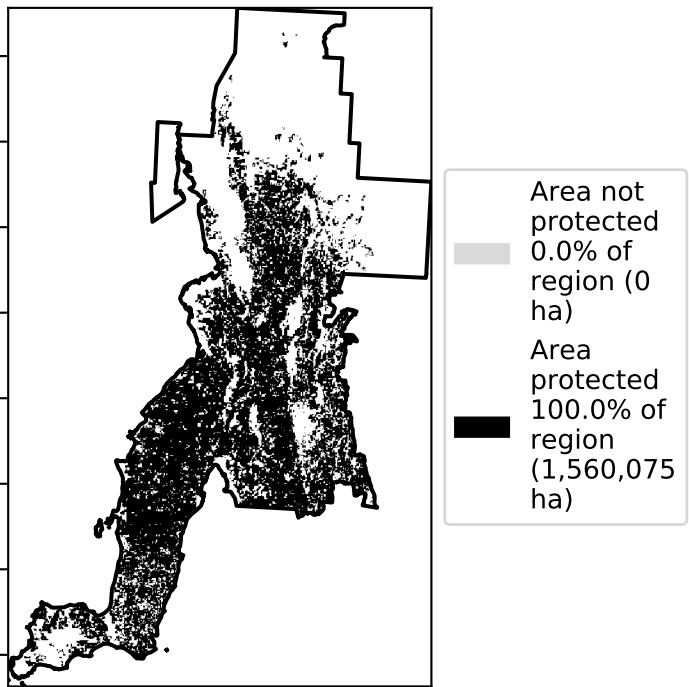 Area not
protected
0.0% of
region (0
ha)
Area
protected
100.0% of
region
(1,560,075
ha)